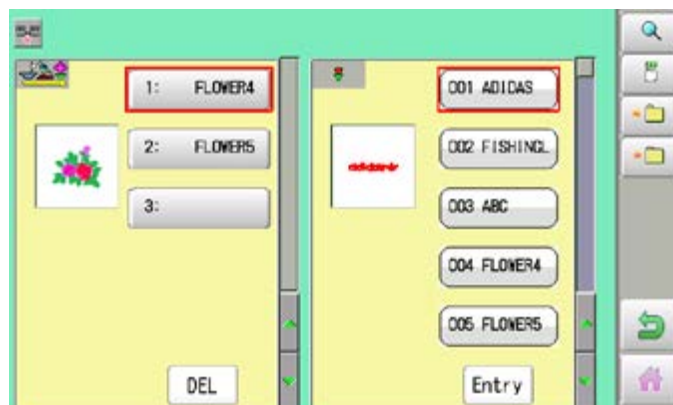 1: FLOWER4
2: FLOWER5
3:
DEL
001 ADIDAS
002 FISHINGL
003 ABC
004 FLOWER4
005 FLOWER5
Entry